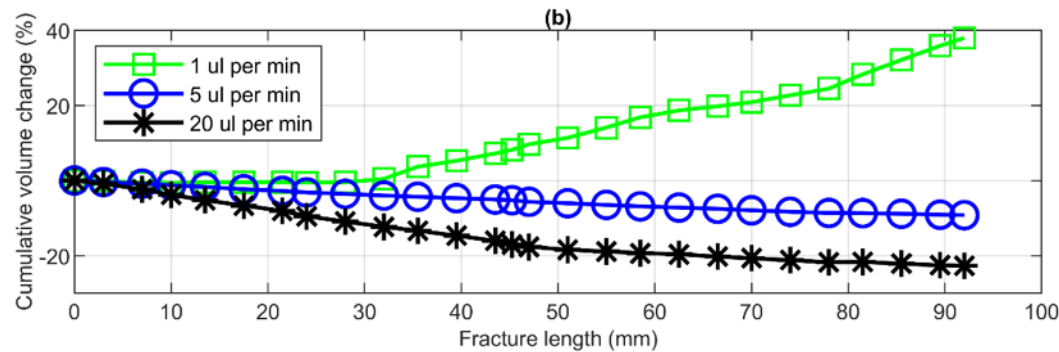 (b)
Cumulative volume change (%)
40
20
-20
1 ul per min
5 ul per min
20 ul per min
0
10
20
30
40
50
60
70
80
90
100
Fracture length (mm)